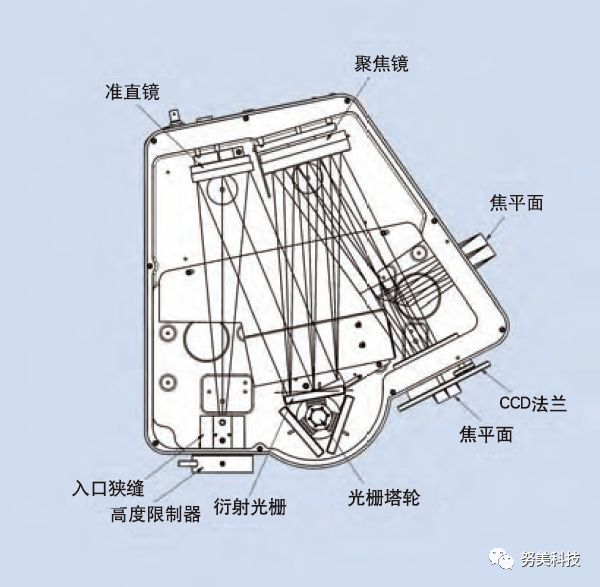 聚焦镜
准直镜
焦平面
CCD法兰
焦平面
入口狭缝
高度限制器
衍射光栅
光栅塔轮
努美科技